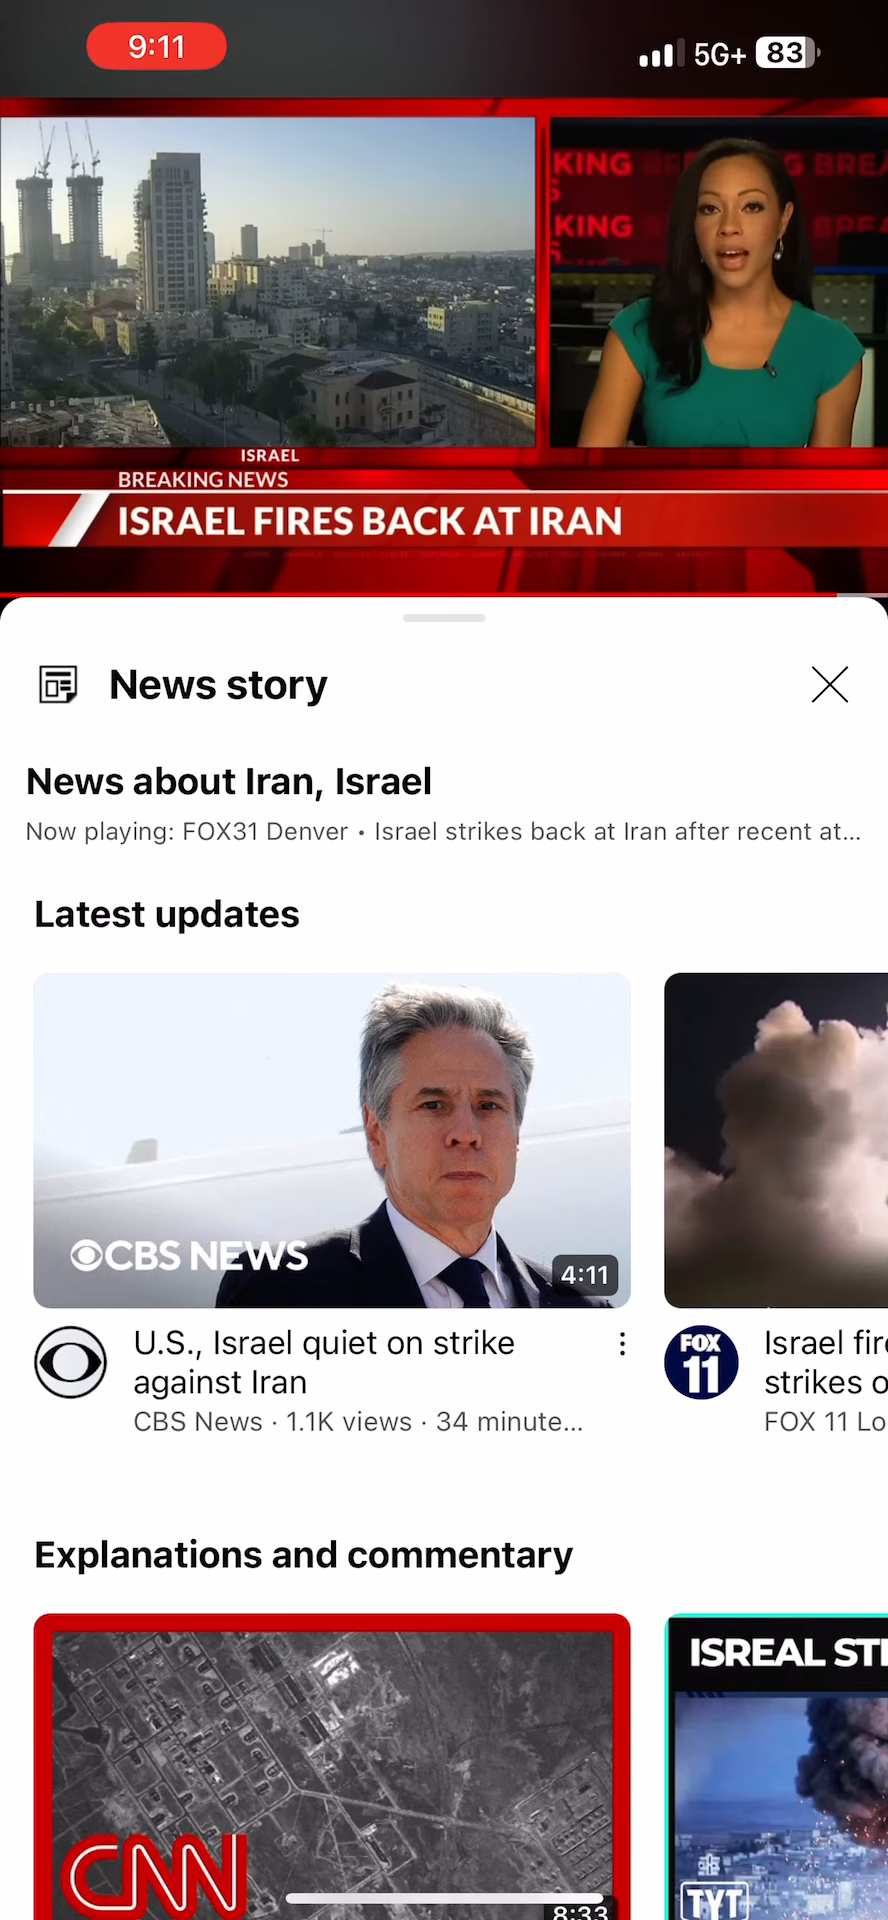 9:11
5G+ 83
KING BREA
KING
ISRAEL
BREAKING NEWS
ISRAEL FIRES BACK AT IRAN
News story
News about Iran, Israel
Now playing: FOX31 Denver • Israel strikes back at Iran after recent at...
Latest updates
CBS NEWS
4:11
U.S., Israel quiet on strike
against Iran
CBS News · 1.1K views · 34 minute...
FOX
11
Israel fire
strikes o
FOX 11 Lo
Explanations and commentary
CNN
8:33
ISREAL STR
TYT